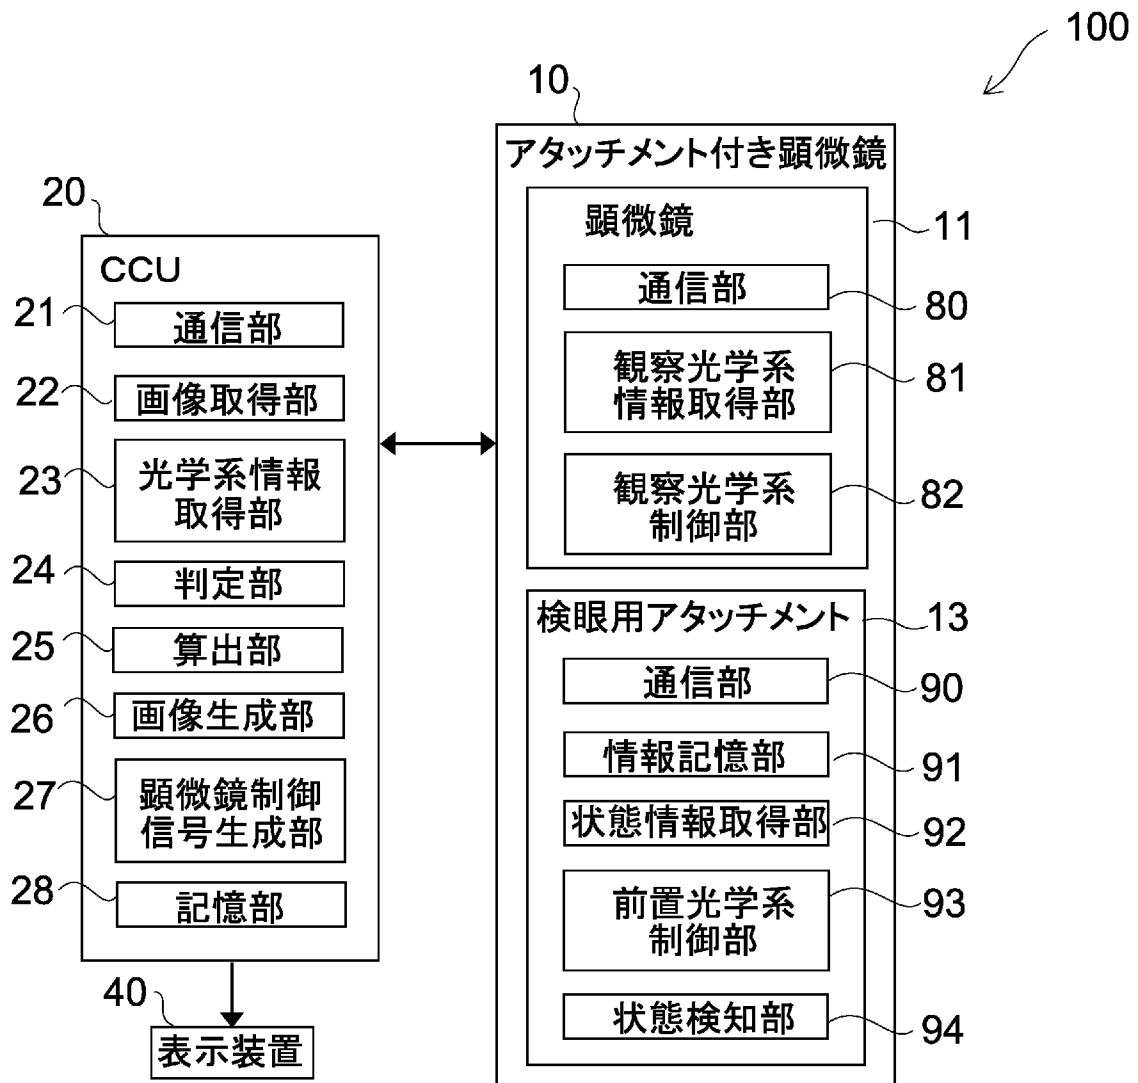 100
10
アタッチメント付き顕微鏡
顕微鏡
11
通信部
80
観察光学系
情報取得部
81
観察光学系
制御部
82
検眼用アタッチメント
13
通信部
90
情報記憶部
91
状態情報取得部
92
前置光学系
制御部
93
状態検知部
94
20
CCU
21
通信部
22
画像取得部
23
光学系情報
取得部
24
判定部
25
算出部
26
画像生成部
27
顕微鏡制御
信号生成部
28
記憶部
40
表示装置